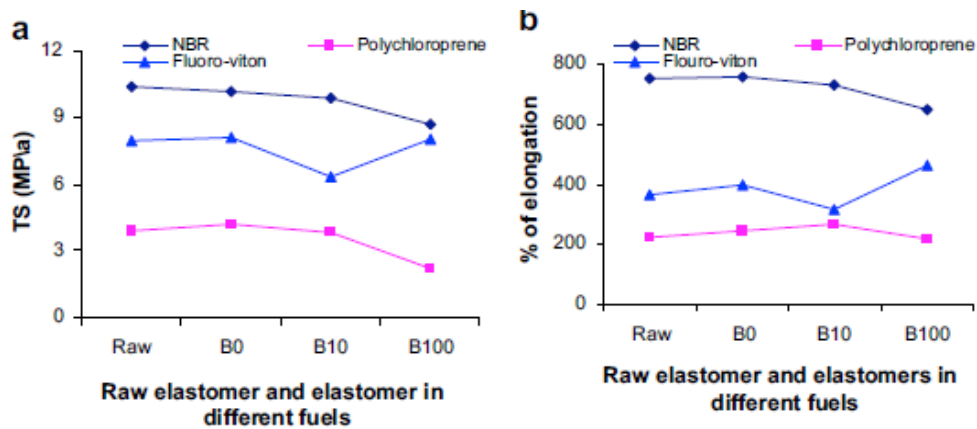 a
NBR
Polychloroprene
Fluoro-viton
12
9
6
3
0
TS (MP\a)
Raw
B0
B10
B100
Raw elastomer and elastomer in
different fuels
b
NBR
Polychloroprene
Flouro-viton
800
600
400
200
0
% of elongation
Raw
B0
B10
B100
Raw elastomer and elastomers in
different fuels